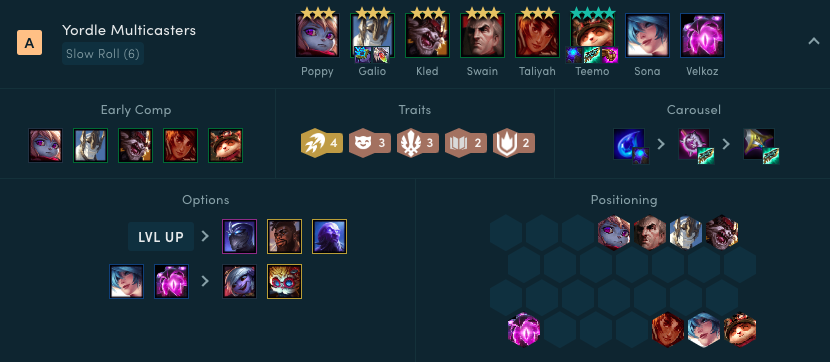 A
Yordle Multicasters
Slow Roll (6)
Poppy
Galio
Kled
Swain
Taliyah
Teemo
Sona
Velkoz
Early Comp
Traits
Carousel
4
3
3
2
2
Options
Positioning
LVL UP